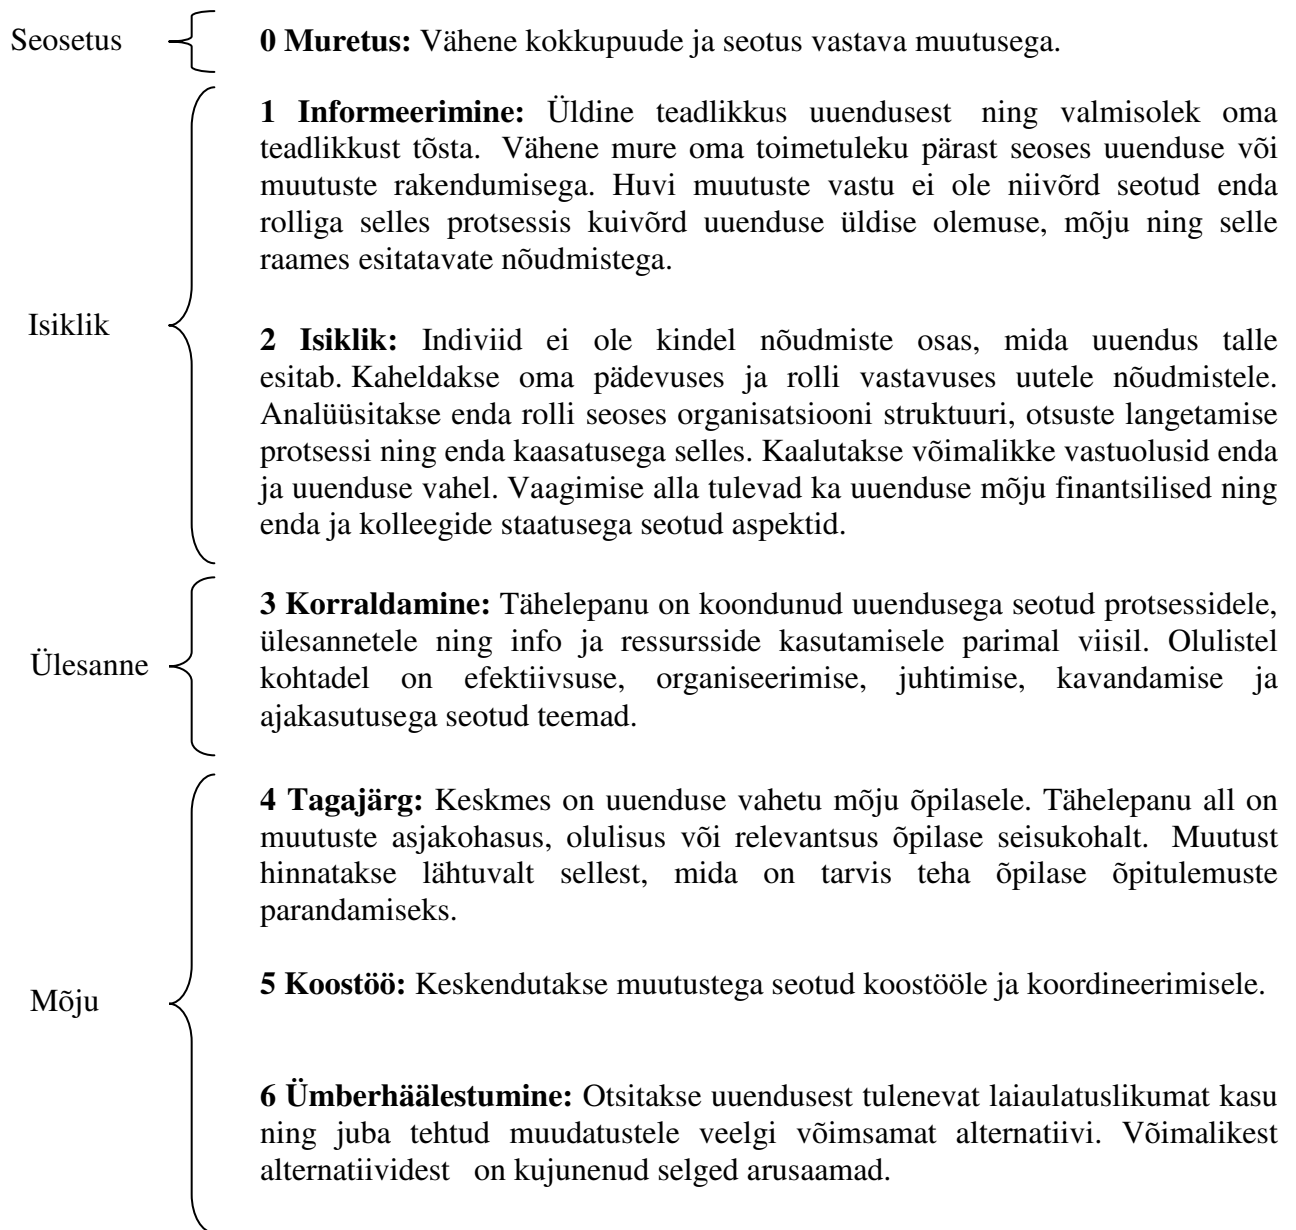 Seosetus
0 Muretus: Vähene kokkupuude ja seotus vastava muutusega.
1 Informeerimine: Üldine teadlikkus uuendusest ning valmisolek oma
teadlikkust tõsta. Vähene mure oma toimetuleku pärast seoses uuenduse või
muutuste rakendumisega. Huvi muutuste vastu ei ole niivõrd seotud enda
rolliga selles protsessis kuivõrd uuenduse üldise olemuse, mõju ning selle
raames esitatavate nõudmistega.
Isiklik
2 Isiklik: Indiviid ei ole kindel nõudmiste osas, mida uuendus talle
esitab. Kaheldakse oma pädevuses ja rolli vastavuses uutele nõudmistele.
Analüüsitakse enda rolli seoses organisatsiooni struktuuri, otsuste langetamise
protsessi ning enda kaasatusega selles. Kaalutakse võimalikke vastuolusid enda
ja uuenduse vahel. Vaagimise alla tulevad ka uuenduse mõju finantsilised ning
enda ja kolleegide staatusega seotud aspektid.
Ülesanne
3 Korraldamine: Tähelepanu on koondunud uuendusega seotud protsessidele,
ülesannetele ning info ja ressursside kasutamisele parimal viisil. Olulistel
kohtadel on efektiivsuse, organiseerimise, juhtimise, kavandamise ja
ajakasutusega seotud teemad.
4 Tagajärg: Keskmes on uuenduse vahetu mõju õpilasele. Tähelepanu all on
muutuste asjakohasus, olulisus või relevantsus õpilase seisukohalt. Muutust
hinnatakse lähtuvalt sellest, mida on tarvis teha õpilase õpitulemuste
parandamiseks.
Mõju
5 Koostöö: Keskendutakse muutustega seotud koostööle ja koordineerimisele.
6 Ümberhäälestumine: Otsitakse uuendusest tulenevat laiaulatuslikumat kasu
ning juba tehtud muudatustele veelgi võimsamat alternatiivi. Võimalikest
alternatiividest on kujunenud selged arusaamad.